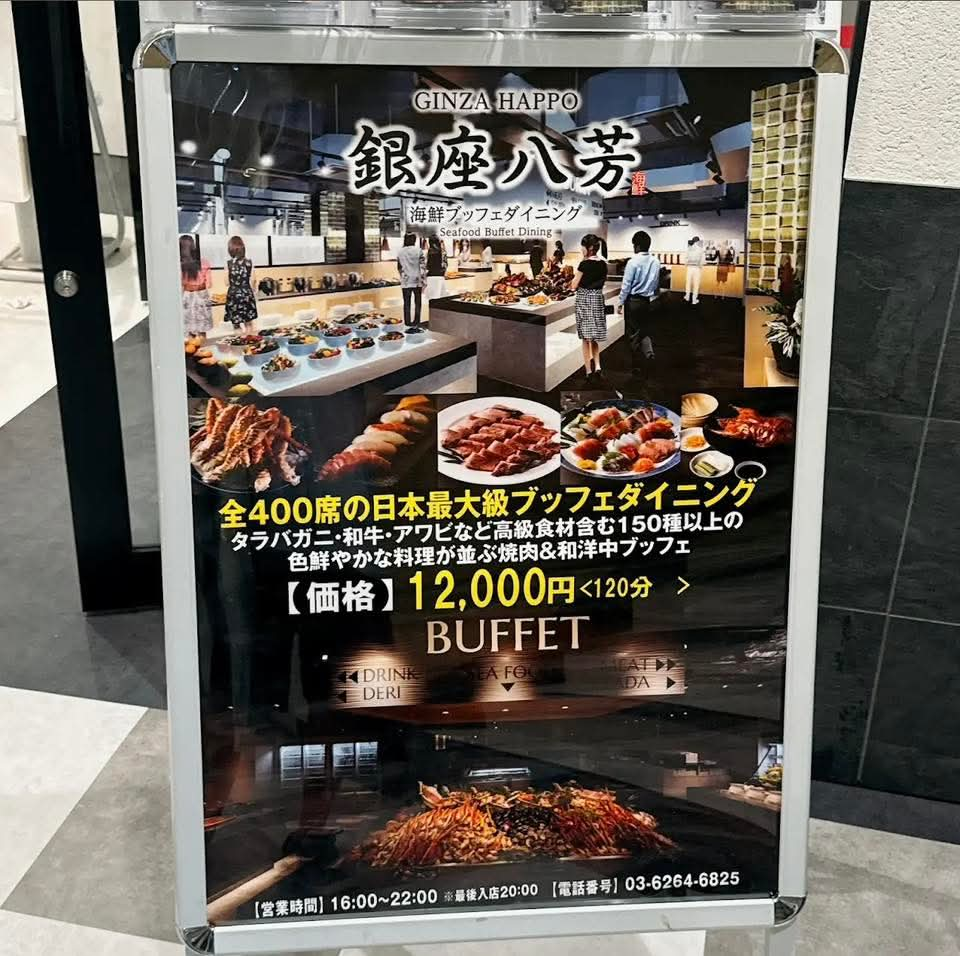 GINZA HAPPO
銀座八芳
海鮮
海鮮ブッフェダイニング
Seafood Buffet Dining
DRINK
全400席の日本最大級ブッフェダイニング
タラバガニ・和牛・アワビなど高級食材含む150種以上の
色鮮やかな料理が並ぶ焼肉&和洋中ブッフェ
【価格】12,000円<120分 >
BUFFET
DRINK
DERI
【営業時間】16:00~22:00 ※最後入店20:00 【電話番号】03-6264-6825